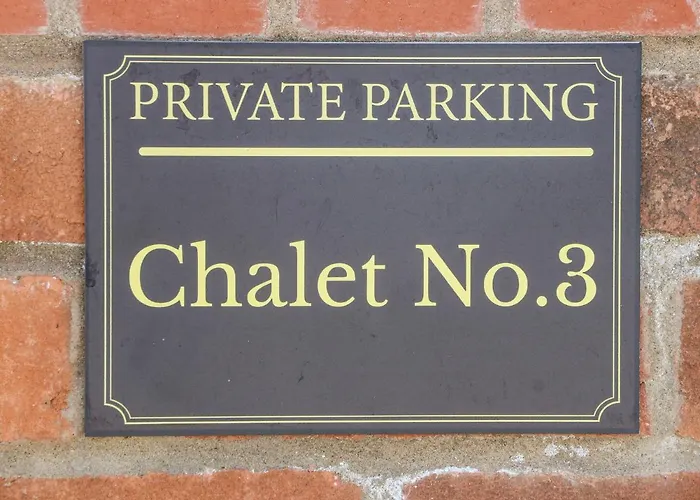 PRIVATE PARKING
Chalet No.3